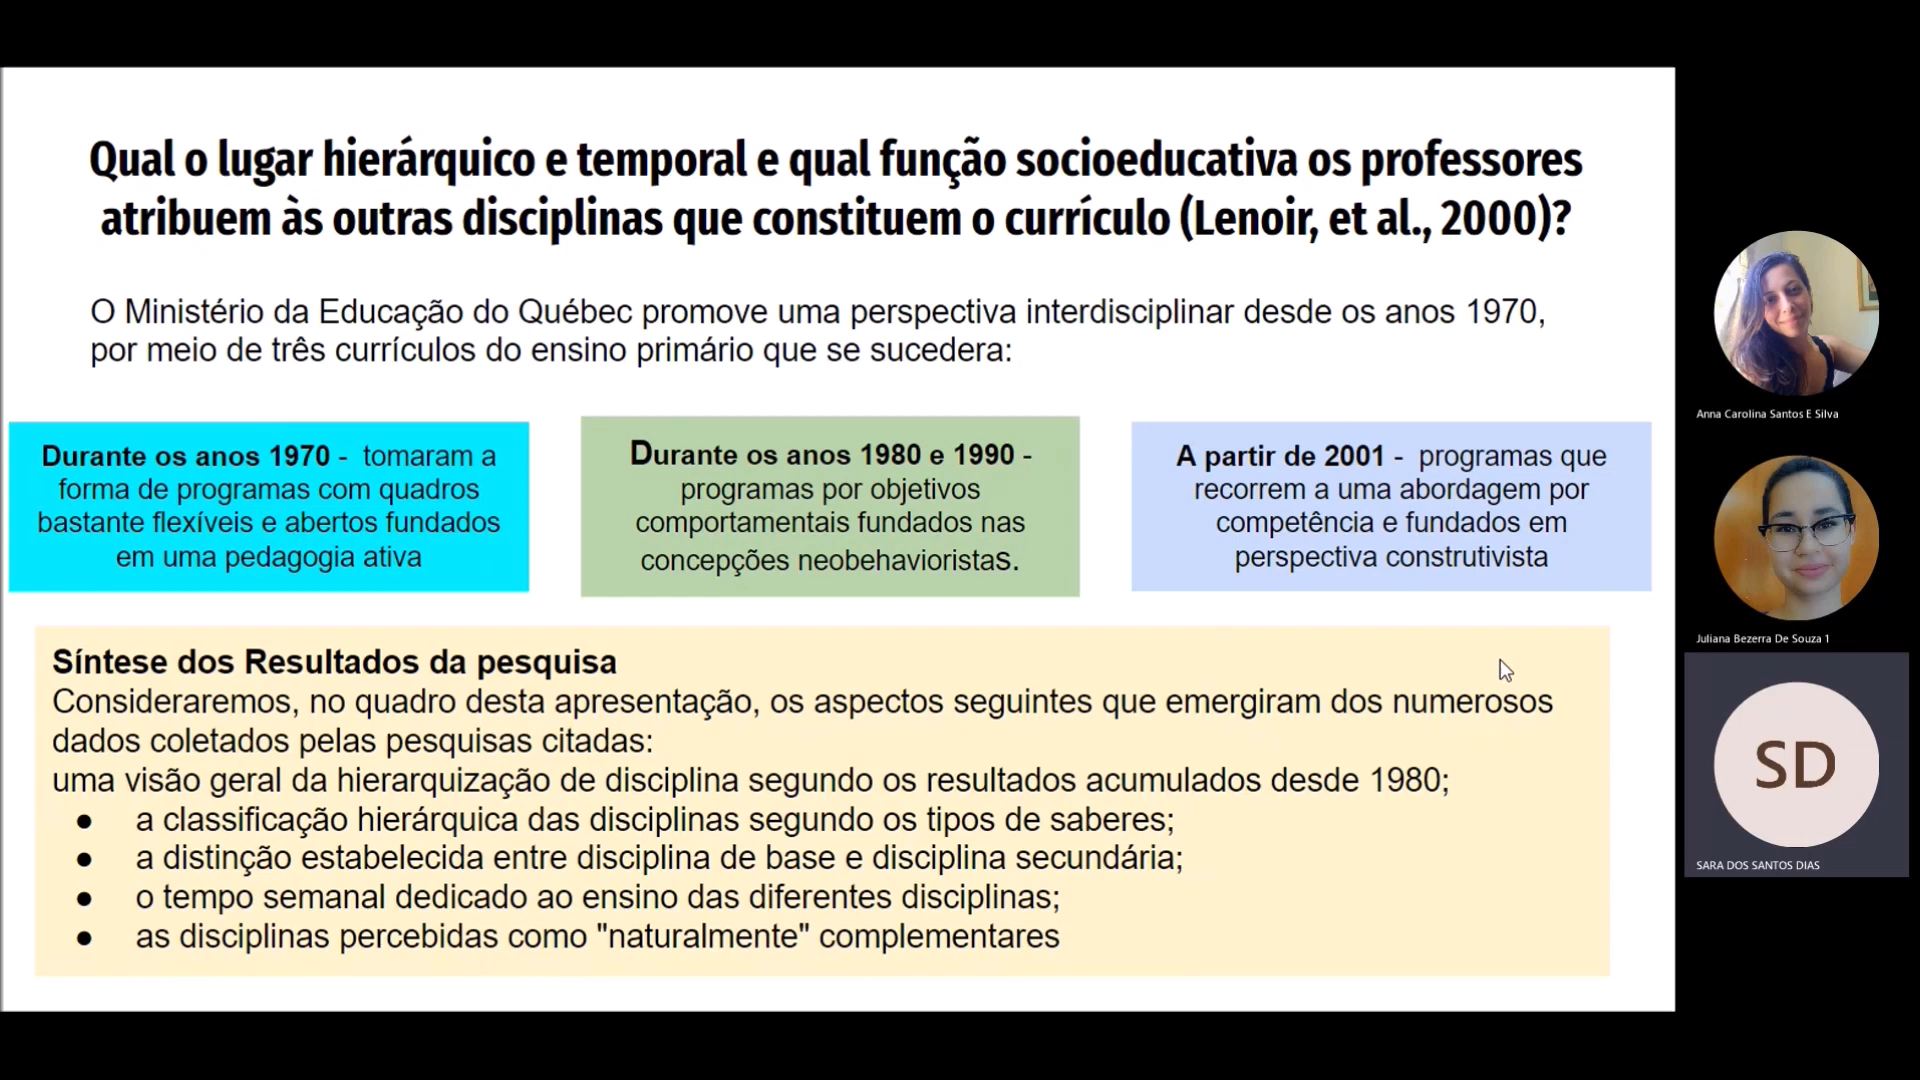 Qual o lugar hierárquico e temporal e qual função socioeducativa os professores
atribuem às outras disciplinas que constituem o currículo (Lenoir, et al., 2000)?
O Ministério da Educação do Québec promove uma perspectiva interdisciplinar desde os anos 1970,
por meio de três currículos do ensino primário que se sucedera:
Durante os anos 1970 - tomaram a
forma de programas com quadros
bastante flexíveis e abertos fundados
em uma pedagogia ativa
Durante os anos 1980 e 1990 -
programas por objetivos
comportamentais fundados nas
concepções neobehavioristas.
A partir de 2001 - programas que
recorrem a uma abordagem por
competência e fundados em
perspectiva construtivista
Síntese dos Resultados da pesquisa
Consideraremos, no quadro desta apresentação, os aspectos seguintes que emergiram dos numerosos
dados coletados pelas pesquisas citadas:
uma visão geral da hierarquização de disciplina segundo os resultados acumulados desde 1980;
● a classificação hierárquica das disciplinas segundo os tipos de saberes;
● a distinção estabelecida entre disciplina de base e disciplina secundária;
● o tempo semanal dedicado ao ensino das diferentes disciplinas;
● as disciplinas percebidas como "naturalmente" complementares
Anna Carolina Santos E Silva
Juliana Bezerra De Souza 1
SD
SARA DOS SANTOS DIAS